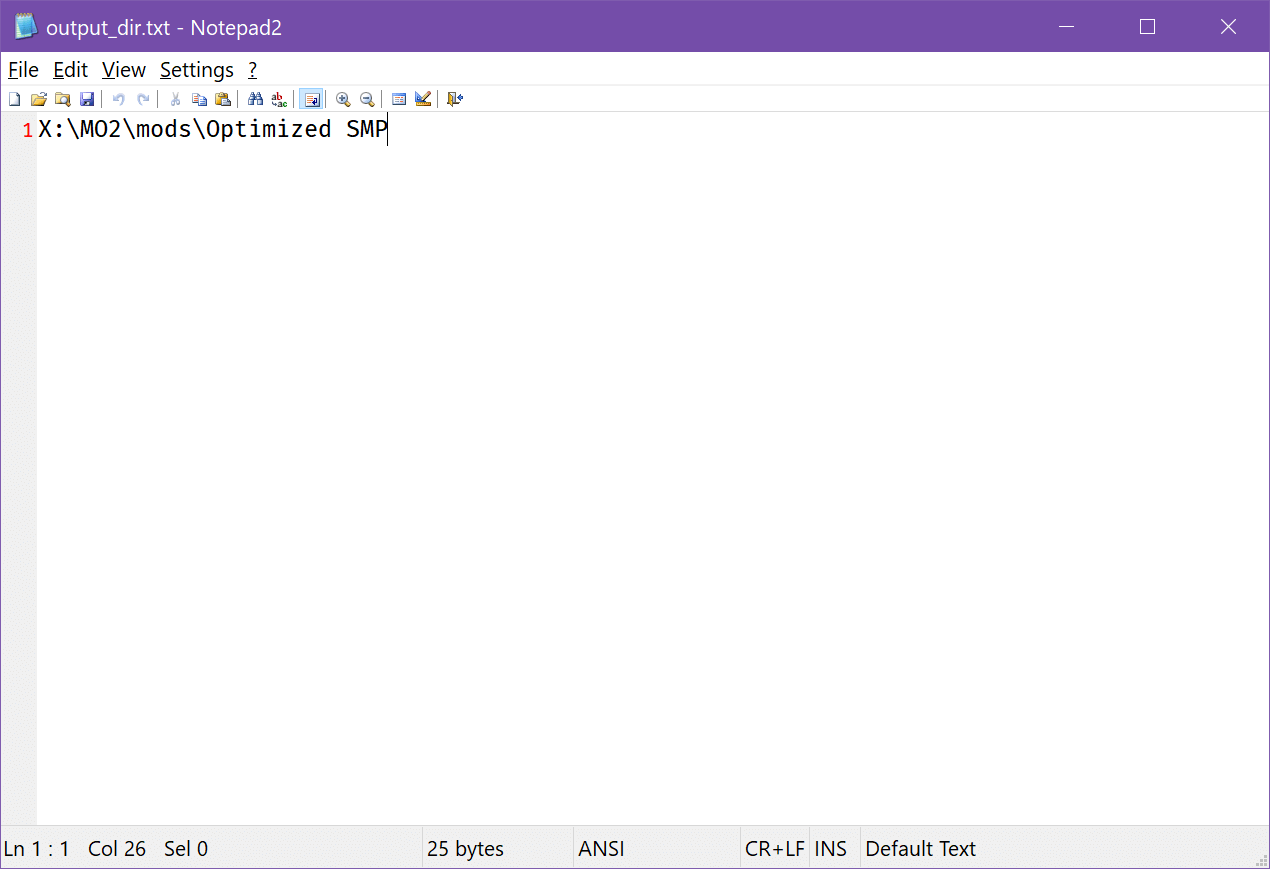 output_dir.txt - Notepad2
File Edit View Settings ?
1 X:\MO2\mods\Optimized SMP
Ln 1 : 1 Col 26 Sel 0 25 bytes ANSI CR+LF INS Default Text